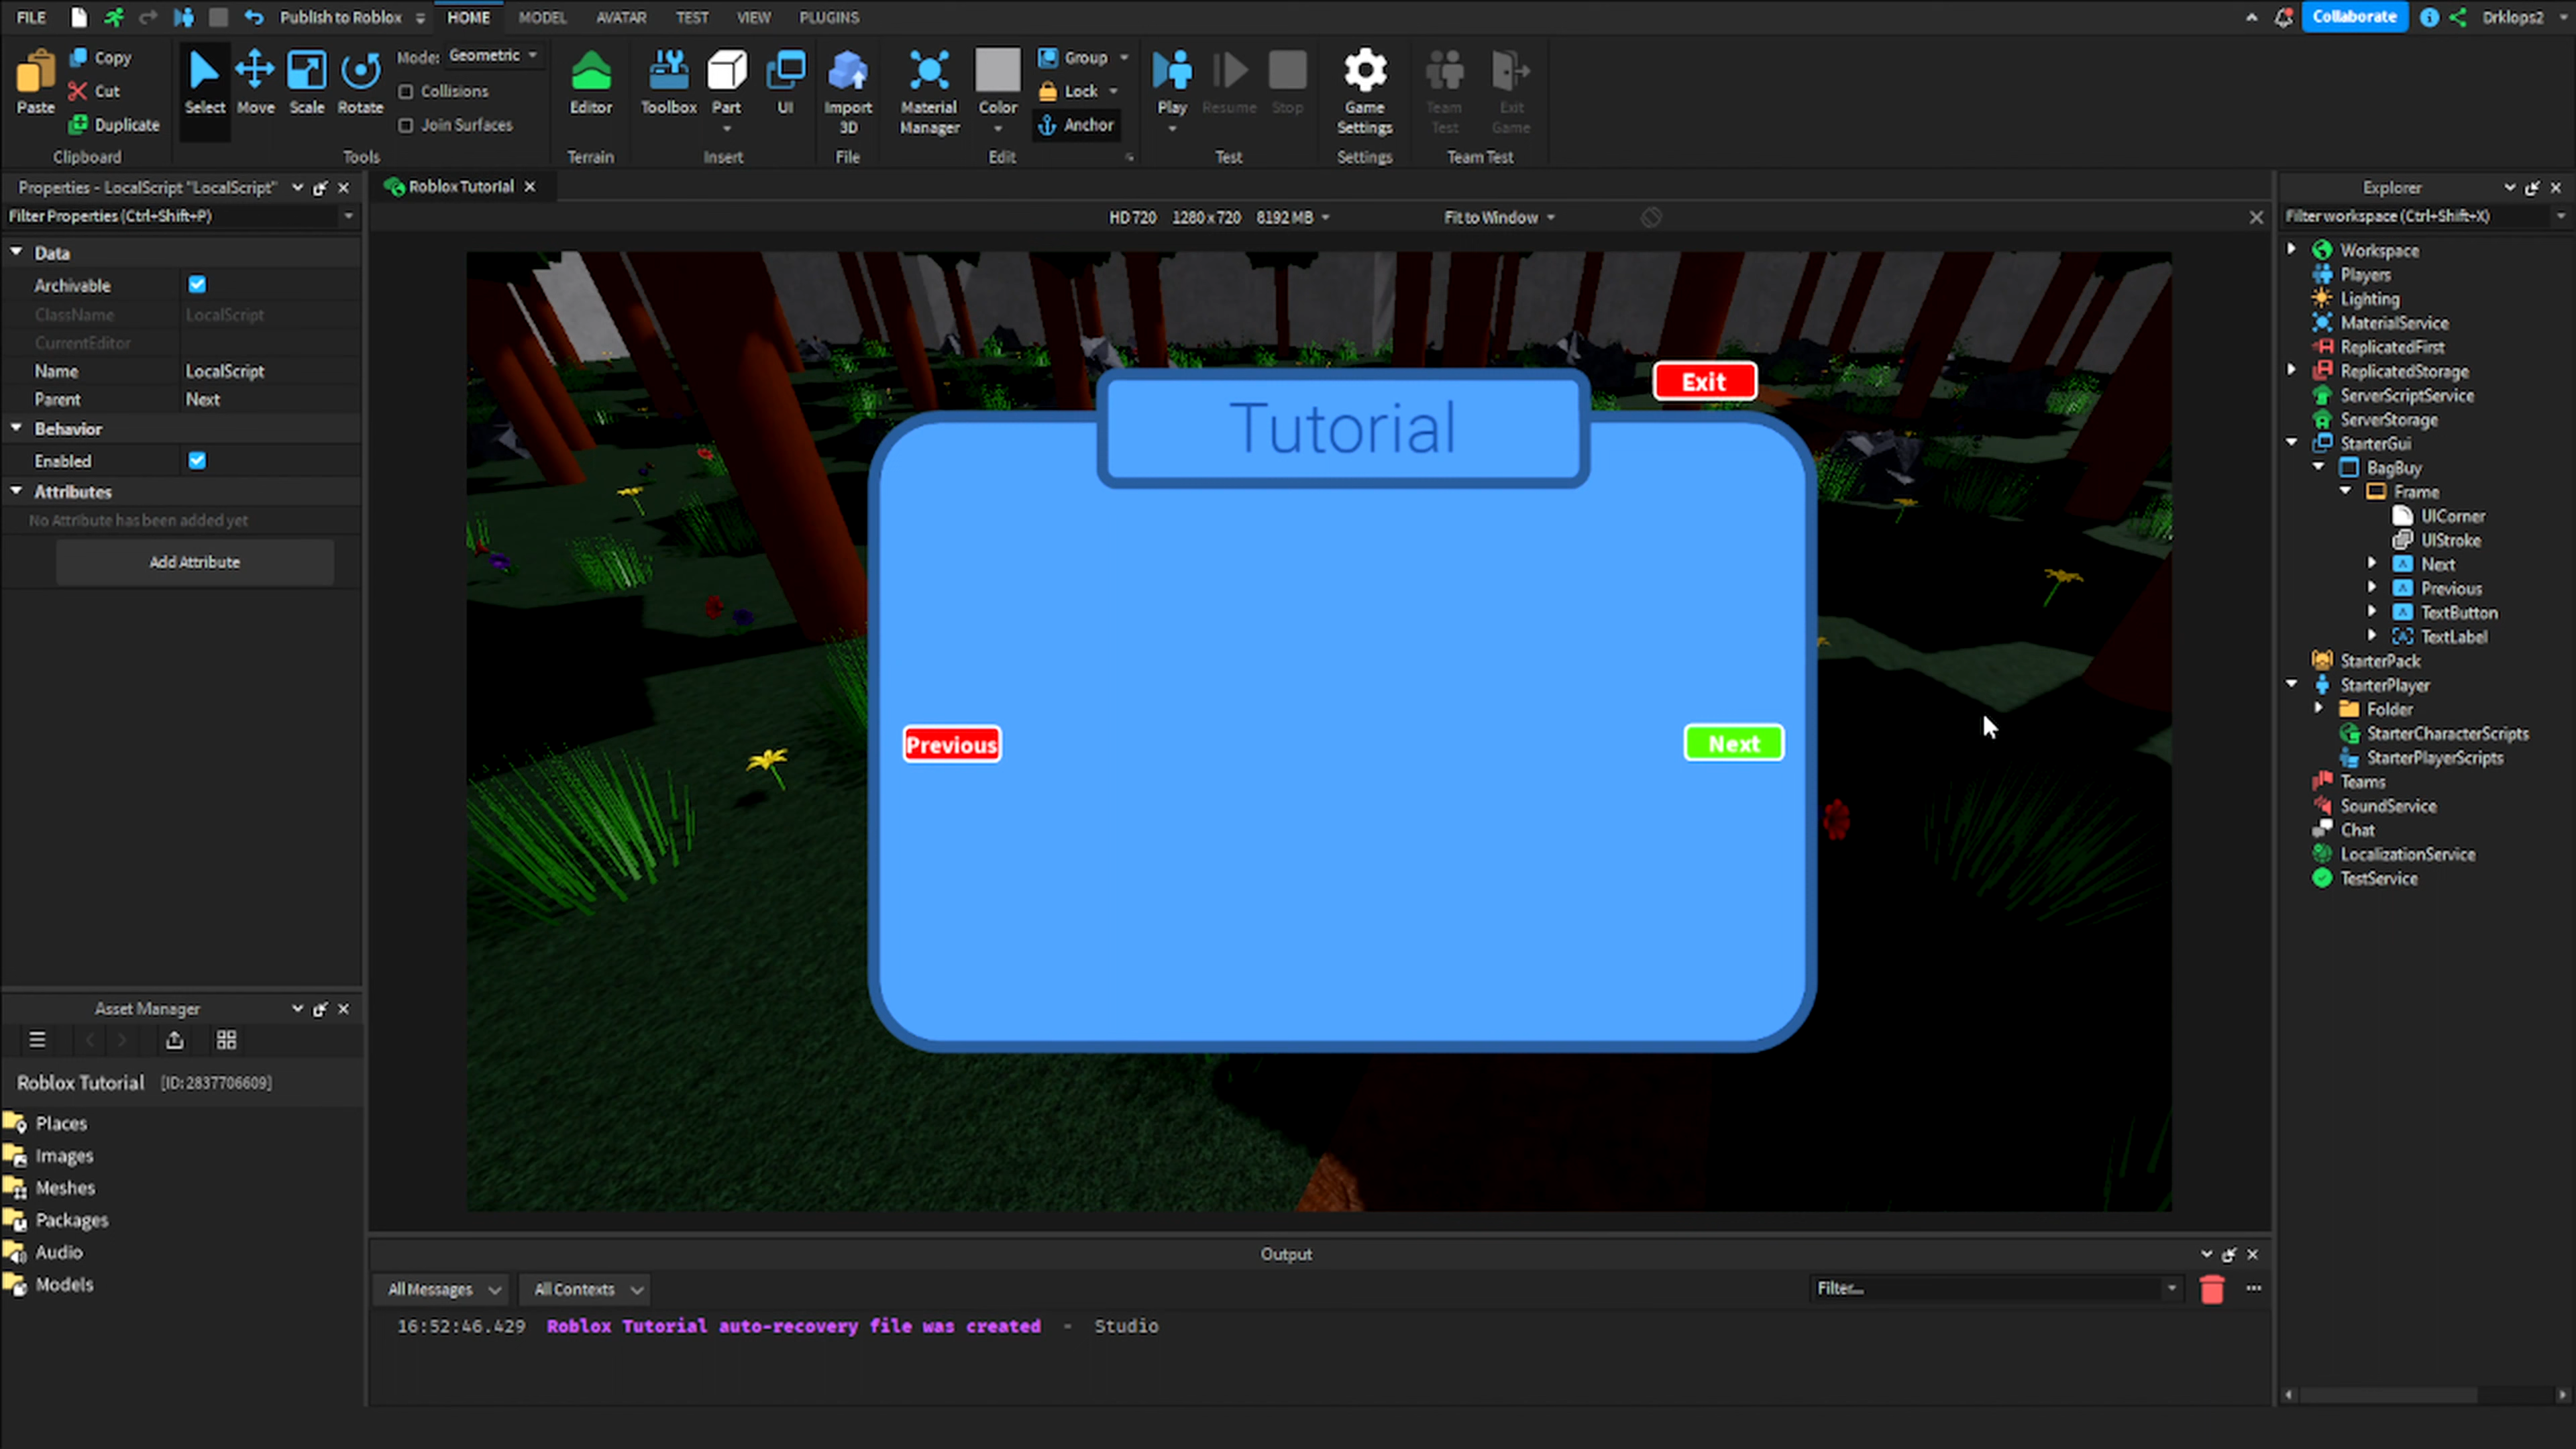 FILE Publish to Roblox HOME MODEL AVATAR TEST VIEW PLUGINS Collaborate Drklops2
Paste Copy Cut Duplicate Clipboard
Select Move Scale Rotate Mode: Geometric Collisions Join Surfaces Tools
Editor Terrain
Toolbox Part UI Insert
Import 3D File
Material Manager Color Group Lock Anchor Edit
Play Resume Stop Test
Game Settings Settings
Team Test Exit Game Team Test
Properties - LocalScript "LocalScript"
Filter Properties (Ctrl+Shift+P)
Data
Archivable
ClassName LocalScript
CurrentEditor
Name LocalScript
Parent Next
Behavior
Enabled
Attributes
No Attribute has been added yet
Add Attribute
Asset Manager
Roblox Tutorial [ID:2837706609]
Places
Images
Meshes
Packages
Audio
Models
Roblox Tutorial
HD 720 1280 x 720 8192 MB Fit to Window
Exit
Tutorial
Previous
Next
Output
All Messages All Contexts Filter...
16:52:46.429 Roblox Tutorial auto-recovery file was created - Studio
Explorer
Filter workspace (Ctrl+Shift+X)
Workspace
Players
Lighting
MaterialService
ReplicatedFirst
ReplicatedStorage
ServerScriptService
ServerStorage
StarterGui
BagBuy
Frame
UICorner
UIStroke
Next
Previous
TextButton
TextLabel
StarterPack
StarterPlayer
Folder
StarterCharacterScripts
StarterPlayerScripts
Teams
SoundService
Chat
LocalizationService
TestService